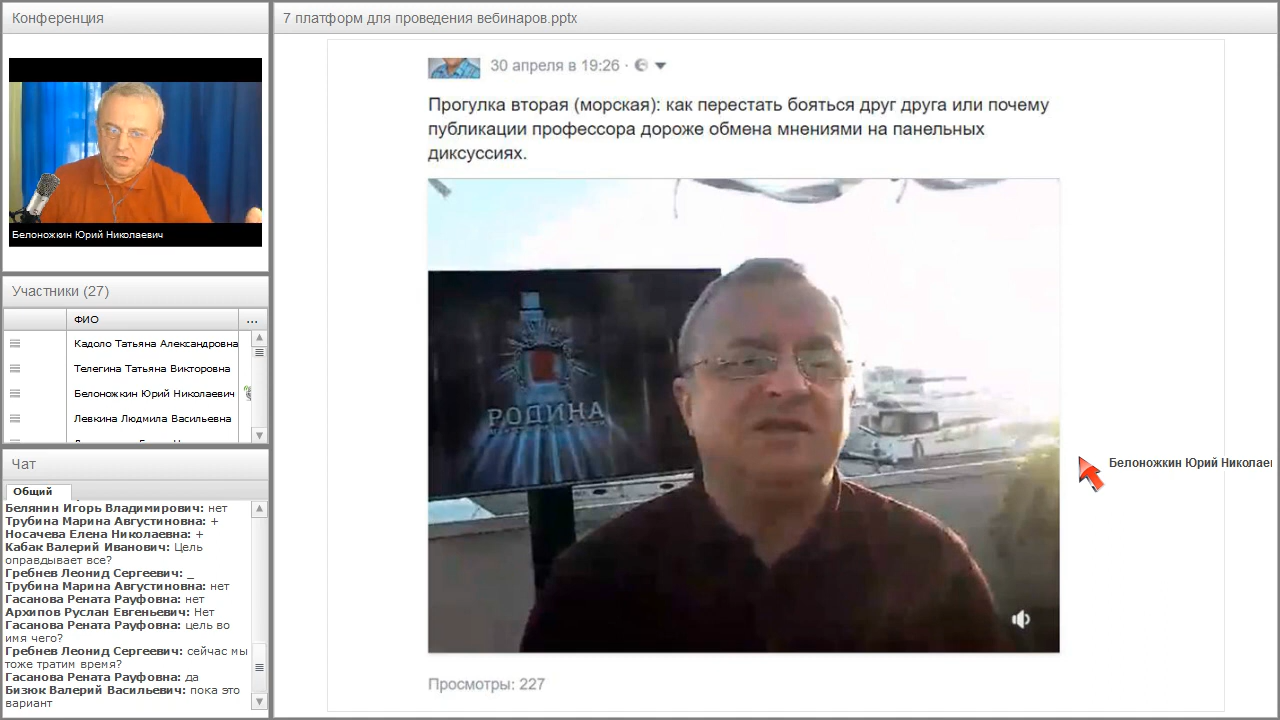 Конференция
Белоножкин Юрий Николаевич
Участники (27)
ФИО
...
Кадоло Татьяна Александровна
Телегина Татьяна Викторовна
Белоножкин Юрий Николаевич
Левкина Людмила Васильевна
Чат
Общий
Белянин Игорь Владимирович: нет
Трубина Марина Августиновна: +
Носачева Елена Николаевна: +
Кабак Валерий Иванович: Цель
оправдывает все?
Гребнев Леонид Сергеевич: _
Трубина Марина Августиновна: нет
Гасанова Рената Рауфовна: нет
Архипов Руслан Евгеньевич: Нет
Гасанова Рената Рауфовна: цель во
имя чего?
Гребнев Леонид Сергеевич: сейчас мы
тоже тратим время?
Гасанова Рената Рауфовна: да
Бизюк Валерий Васильевич: пока это
вариант
7 платформ для проведения вебинаров.pptx
30 апреля в 19:26 ·
Прогулка вторая (морская): как перестать бояться друг друга или почему
публикации профессора дороже обмена мнениями на панельных
диксуссиях.
РОДИНА
Белоножкин Юрий Николаев
Просмотры: 227